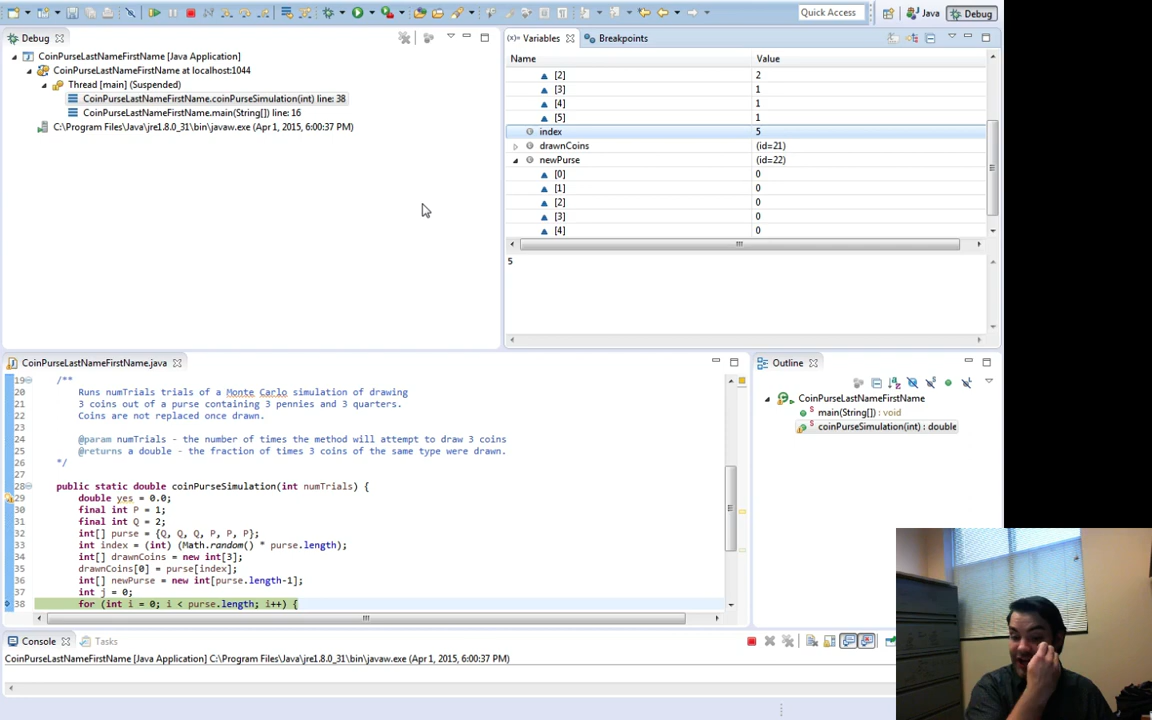 Quick Access
Java
Debug
Debug
Variables
Breakpoints
CoinPurseLastNameFirstName [Java Application]
CoinPurseLastNameFirstName at localhost:1044
Thread [main] (Suspended)
CoinPurseLastNameFirstName.coinPurseSimulation(int) line: 38
CoinPurseLastNameFirstName.main(String[]) line: 16
C:\Program Files\Java\jre1.8.0_31\bin\javaw.exe (Apr 1, 2015, 6:00:37 PM)
Name Value
[2] 2
[3] 1
[4] 1
[5] 1
index 5
drawnCoins (id=21)
newPurse (id=22)
[0] 0
[1] 0
[2] 0
[3] 0
[4] 0
5
CoinPurseLastNameFirstName.java
19 /**
20 Runs numTrials trials of a Monte Carlo simulation of drawing
21 3 coins out of a purse containing 3 pennies and 3 quarters.
22 Coins are not replaced once drawn.
23
24 @param numTrials - the number of times the method will attempt to draw 3 coins
25 @returns a double - the fraction of times 3 coins of the same type were drawn.
26 */
27
28 public static double coinPurseSimulation(int numTrials) {
29 double yes = 0.0;
30 final int P = 1;
31 final int Q = 2;
32 int[] purse = {Q, Q, Q, P, P, P};
33 int index = (int) (Math.random() * purse.length);
34 int[] drawnCoins = new int[3];
35 drawnCoins[0] = purse[index];
36 int[] newPurse = new int[purse.length-1];
37 int j = 0;
38 for (int i = 0; i < purse.length; i++) {
Outline
CoinPurseLastNameFirstName
main(String[]) : void
coinPurseSimulation(int) : double
Console
Tasks
CoinPurseLastNameFirstName [Java Application] C:\Program Files\Java\jre1.8.0_31\bin\javaw.exe (Apr 1, 2015, 6:00:37 PM)